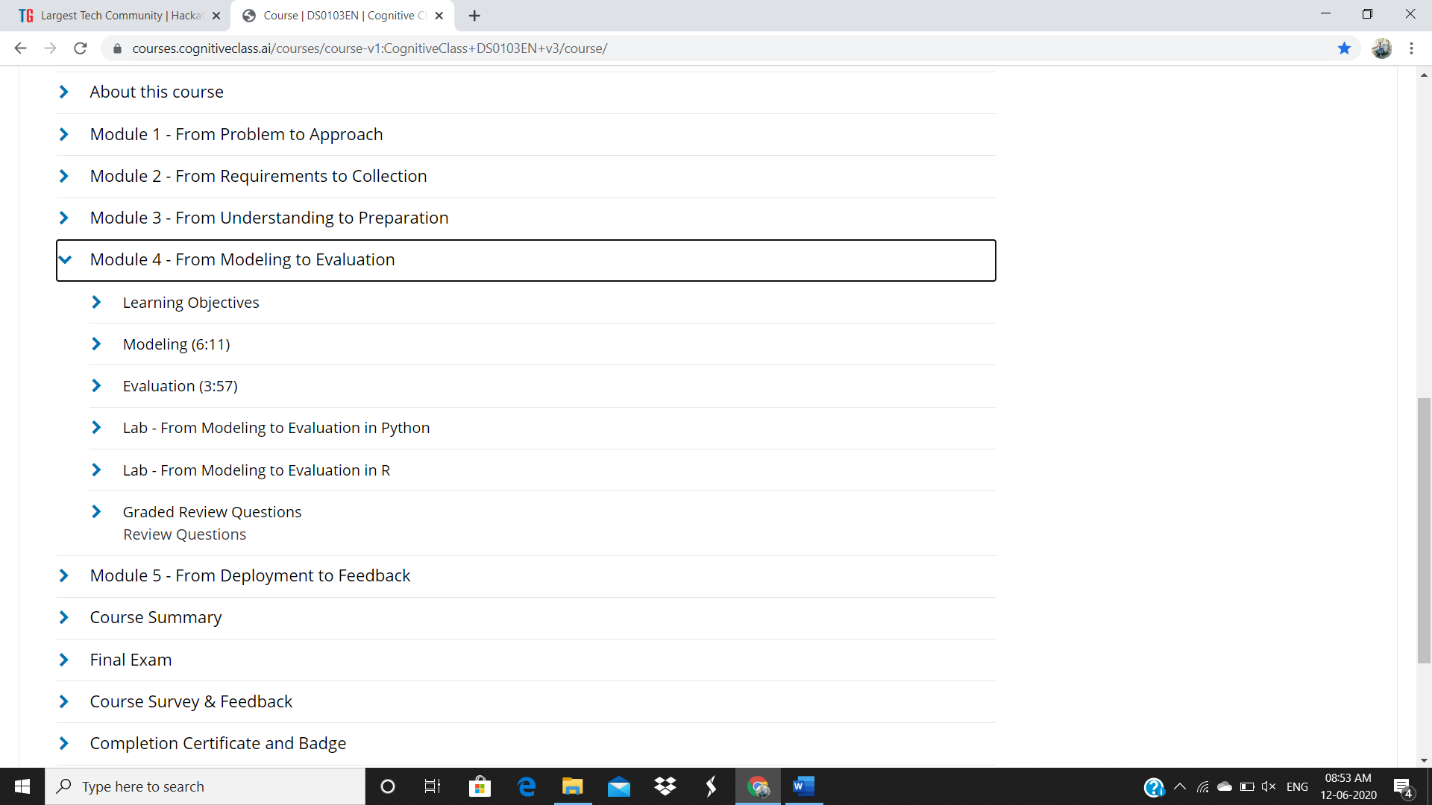 TG Largest Tech Community | Hacka
Course | DS0103EN | Cognitive Cl
courses.cognitiveclass.ai/courses/course-v1:CognitiveClass+DS0103EN+v3/course/
About this course
Module 1 - From Problem to Approach
Module 2 - From Requirements to Collection
Module 3 - From Understanding to Preparation
Module 4 - From Modeling to Evaluation
Learning Objectives
Modeling (6:11)
Evaluation (3:57)
Lab - From Modeling to Evaluation in Python
Lab - From Modeling to Evaluation in R
Graded Review Questions
Review Questions
Module 5 - From Deployment to Feedback
Course Summary
Final Exam
Course Survey & Feedback
Completion Certificate and Badge
Type here to search
ENG
08:53 AM
12-06-2020
4